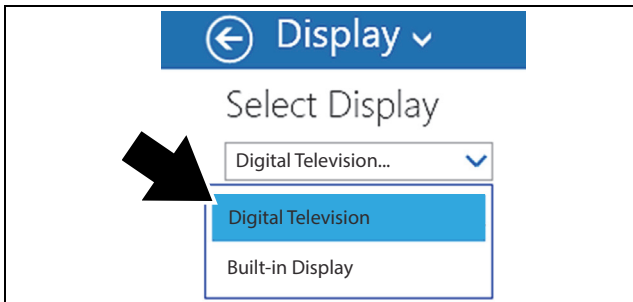 Display
Select Display
Digital Television...
Digital Television
Built-in Display